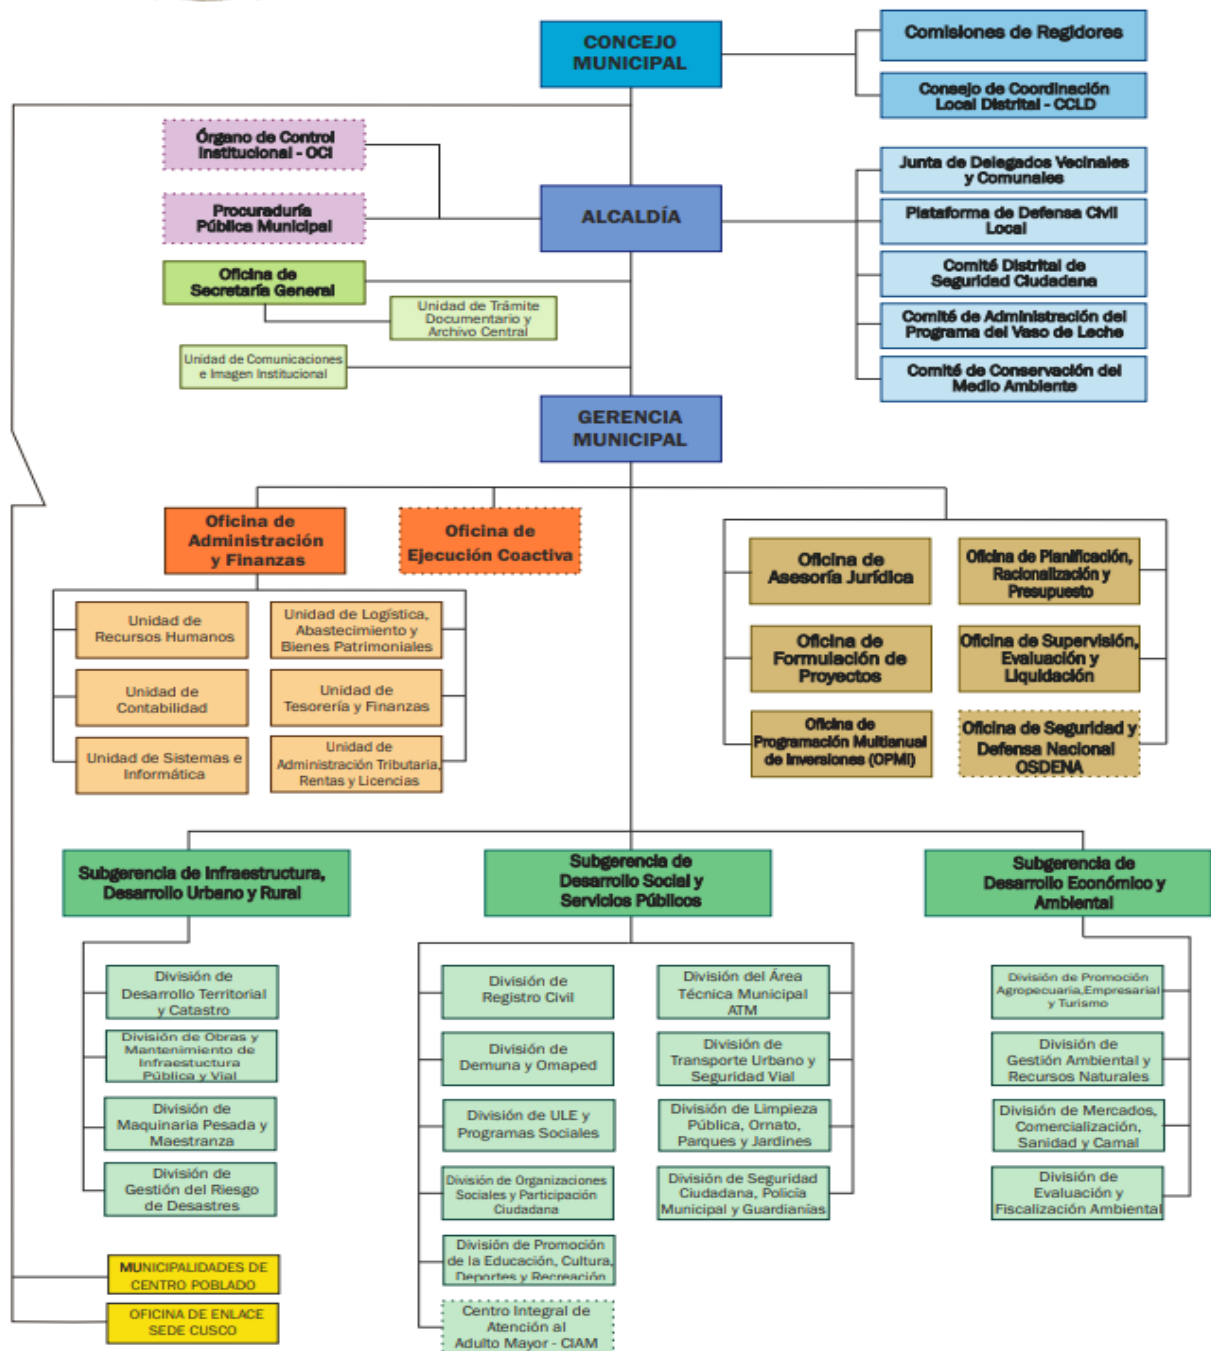 CONCEJO
MUNICIPAL
Comisiones de Regidores
Consejo de Coordinación
Local Distrital - CCLD
Órgano de Control
Institucional - OCI
Procuraduría
Pública Municipal
ALCALDÍA
Junta de Delegados Vecinales
y Comunales
Plataforma de Defensa Civil
Local
Comité Distrital de
Seguridad Ciudadana
Comité de Administración del
Programa del Vaso de Leche
Comité de Conservación del
Medio Ambiente
Oficina de
Secretaría General
Unidad de Trámite
Documentario y
Archivo Central
Unidad de Comunicaciones
e Imagen Institucional
GERENCIA
MUNICIPAL
Oficina de
Administración
y Finanzas
Oficina de
Ejecución Coactiva
Unidad de
Recursos Humanos
Unidad de Logística,
Abastecimiento y
Bienes Patrimoniales
Unidad de
Contabilidad
Unidad de
Tesorería y Finanzas
Unidad de Sistemas e
Informática
Unidad de
Administración Tributaria,
Rentas y Licencias
Oficina de
Asesoría Jurídica
Oficina de Planificación,
Racionalización y
Presupuesto
Oficina de
Formulación de
Proyectos
Oficina de Supervisión,
Evaluación y
Liquidación
Oficina de
Programación Multianual
de Inversiones (OPMI)
Oficina de Seguridad y
Defensa Nacional
OSDENA
Subgerencia de Infraestructura,
Desarrollo Urbano y Rural
Subgerencia de
Desarrollo Social y
Servicios Públicos
Subgerencia de
Desarrollo Económico y
Ambiental
División de
Desarrollo Territorial
y Catastro
División de Obras y
Mantenimiento de
Infraestuctura
Pública y Vial
División de
Maquinaria Pesada y
Maestranza
División de
Gestión del Riesgo
de Desastres
División de
Registro Civil
División de
Demuna y Omaped
División de ULE y
Programas Sociales
División de Organizaciones
Sociales y Participación
Ciudadana
División de Promoción
de la Educación, Cultura,
Deportes y Recreación
Centro Integral de
Atención al
Adulto Mayor - CIAM
División del Área
Técnica Municipal
ATM
División de
Transporte Urbano y
Seguridad Vial
División de Limpieza
Pública, Ornato,
Parques y Jardines
División de Seguridad
Ciudadana, Policía
Municipal y Guardianías
División de Promoción
Agropecuaria,Empresarial
y Turismo
División de
Gestión Ambiental y
Recursos Naturales
División de Mercados,
Comercialización,
Sanidad y Camal
División de
Evaluación y
Fiscalización Ambiental
MUNICIPALIDADES DE
CENTRO POBLADO
OFICINA DE ENLACE
SEDE CUSCO